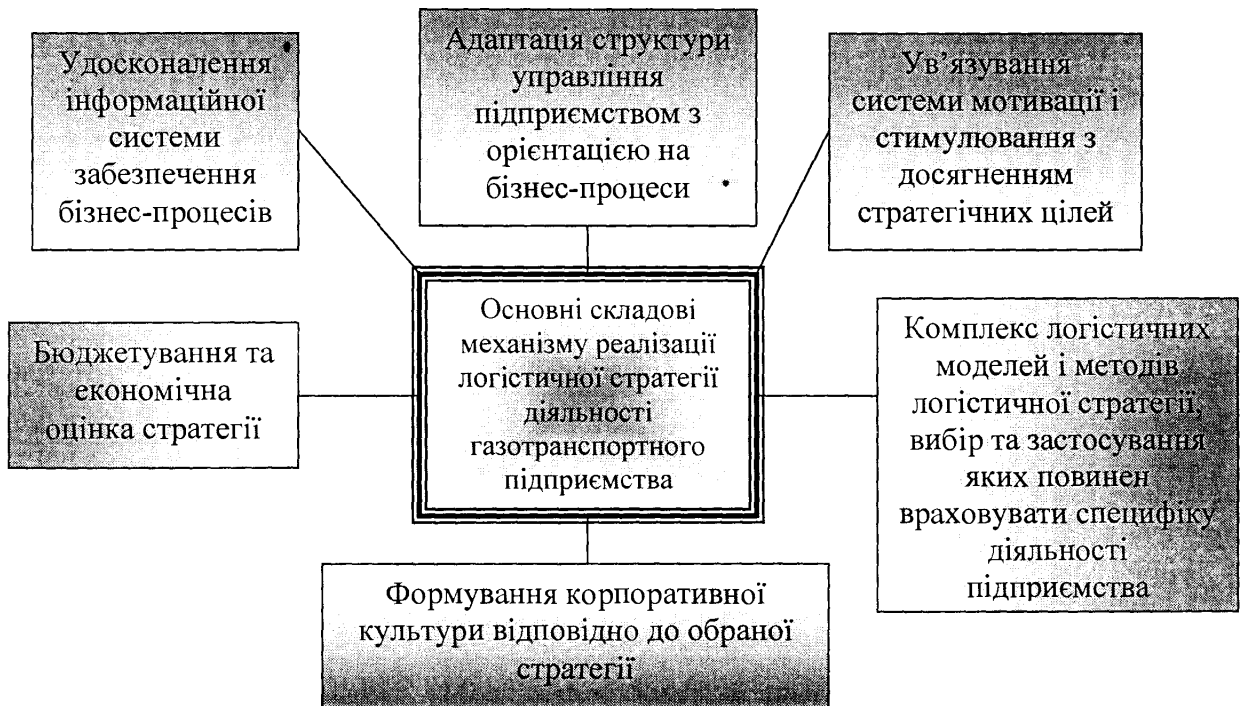 Удосконалення
інформаційної
системи
забезпечення
бізнес-процесів
Адаптація структури
управління
підприємством з
орієнтацією на
бізнес-процеси
Ув’язування
системи мотивації і
стимулювання з
досягненням
стратегічних цілей
Бюджетування та
економічна
оцінка стратегії
Основні складові
механізму реалізації
логістичної стратегії
діяльності
газотранспортного
підприємства
Комплекс логістичних
моделей і методів
логістичної стратегії,
вибір та застосування
яких повинен
враховувати специфіку
діяльності
підприємства
Формування корпоративної
культури відповідно до обраної
стратегії